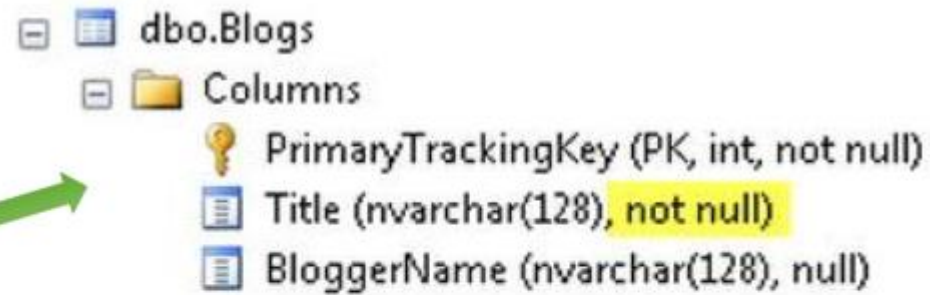 dbo.Blogs
Columns
PrimaryTrackingKey (PK, int, not null)
Title (nvarchar(128), not null)
BloggerName (nvarchar(128), null)